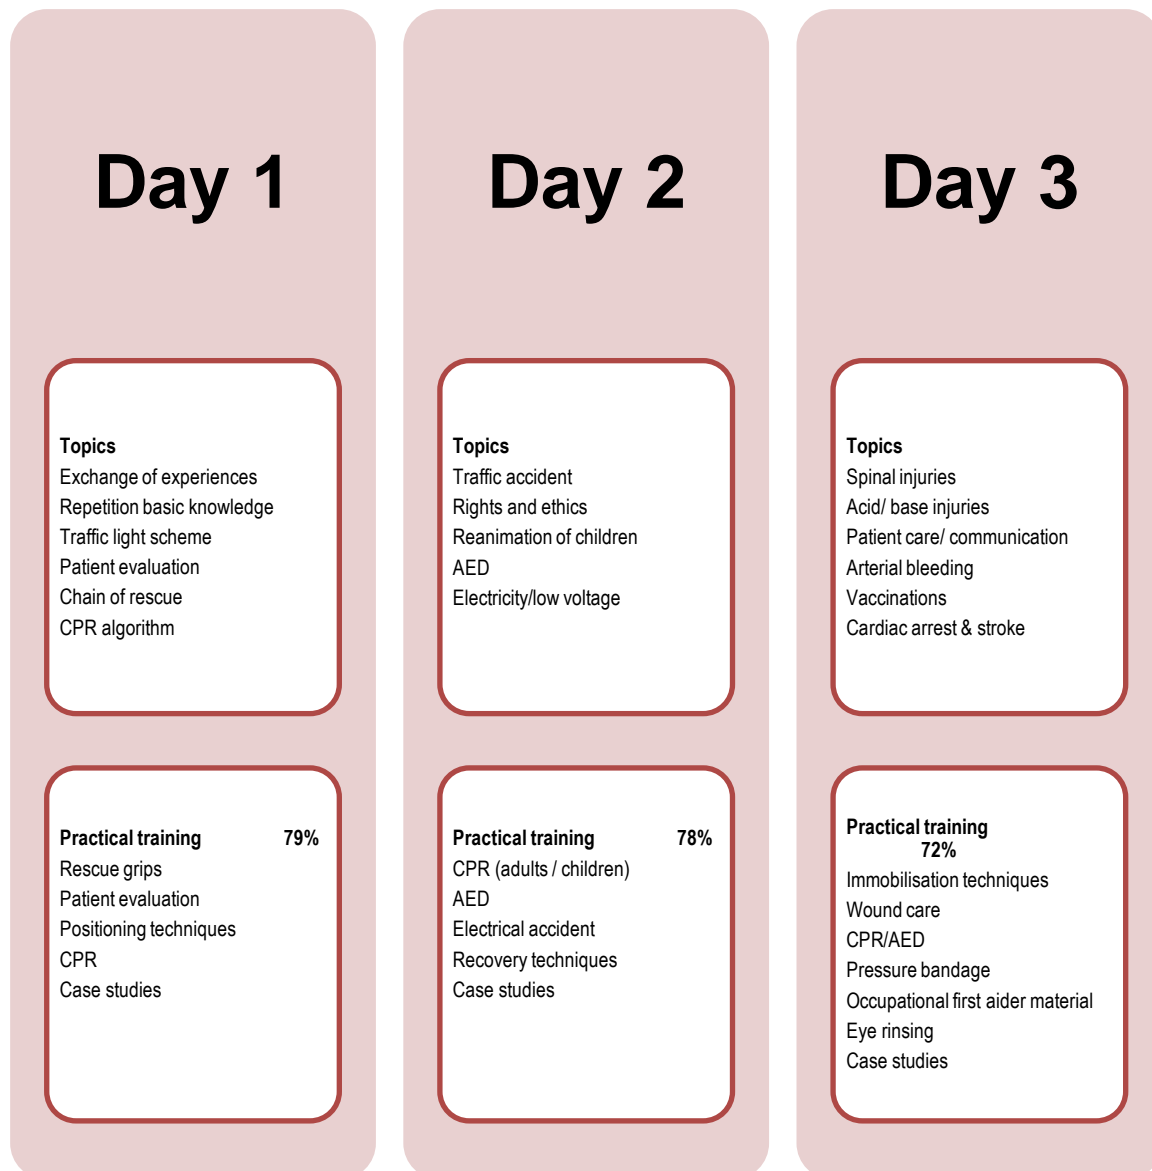 Day 1
Topics
Exchange of experiences
Repetition basic knowledge
Traffic light scheme
Patient evaluation
Chain of rescue
CPR algorithm
Practical training 79%
Rescue grips
Patient evaluation
Positioning techniques
CPR
Case studies
Day 2
Topics
Traffic accident
Rights and ethics
Reanimation of children
AED
Electricity/low voltage
Practical training 78%
CPR (adults / children)
AED
Electrical accident
Recovery techniques
Case studies
Day 3
Topics
Spinal injuries
Acid/ base injuries
Patient care/ communication
Arterial bleeding
Vaccinations
Cardiac arrest & stroke
Practical training
72%
Immobilisation techniques
Wound care
CPR/AED
Pressure bandage
Occupational first aider material
Eye rinsing
Case studies